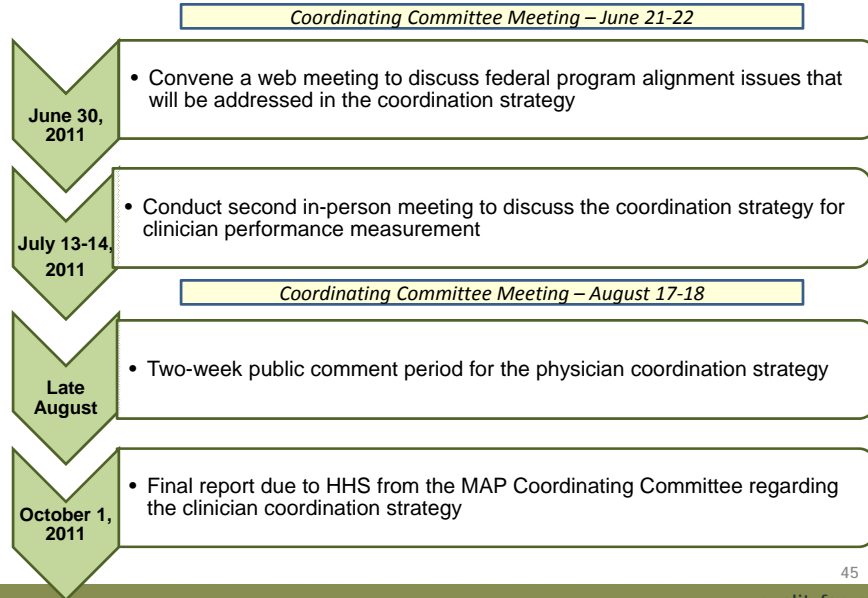 Coordinating Committee Meeting – June 21-22
June 30,
2011
• Convene a web meeting to discuss federal program alignment issues that
will be addressed in the coordination strategy
July 13-14,
2011
• Conduct second in-person meeting to discuss the coordination strategy for
clinician performance measurement
Coordinating Committee Meeting – August 17-18
Late
August
• Two-week public comment period for the physician coordination strategy
October 1,
2011
• Final report due to HHS from the MAP Coordinating Committee regarding
the clinician coordination strategy
45